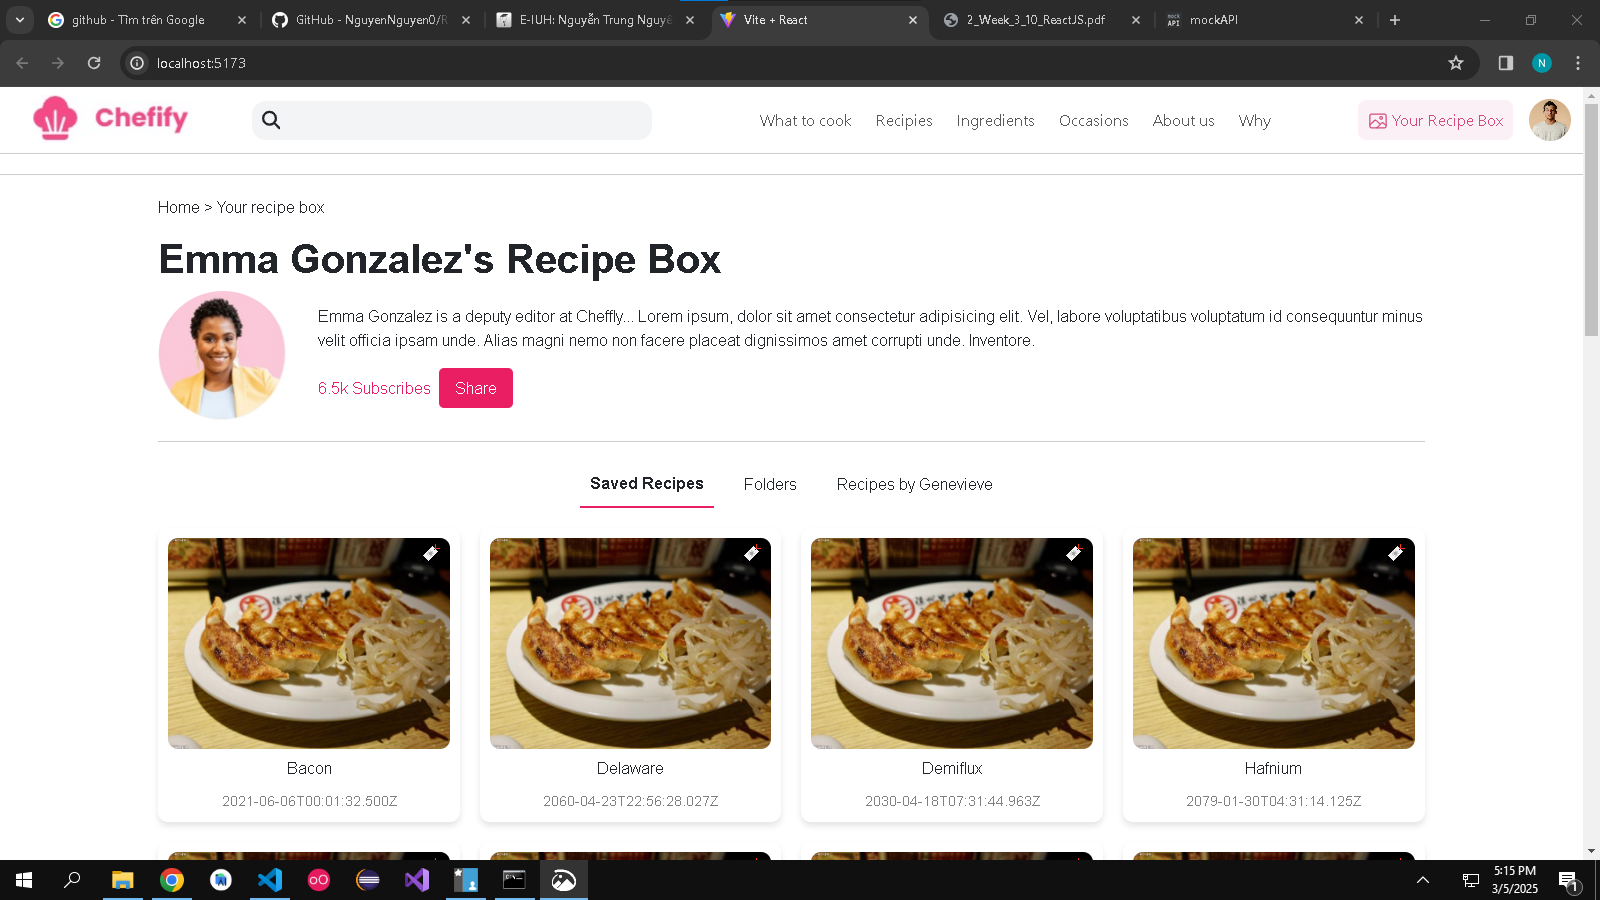 github - Tìm trên Google
GitHub - NguyenNguyen0/R
E-IUH: Nguyễn Trung Nguyê
Vite + React
2_Week_3_10_ReactJS.pdf
mock API
mockAPI
localhost:5173
N
Chefify
What to cook
Recipies
Ingredients
Occasions
About us
Why
Your Recipe Box
Home > Your recipe box
Emma Gonzalez's Recipe Box
Emma Gonzalez is a deputy editor at Cheffly... Lorem ipsum, dolor sit amet consectetur adipisicing elit. Vel, labore voluptatibus voluptatum id consequuntur minus
velit officia ipsam unde. Alias magni nemo non facere placeat dignissimos amet corrupti unde. Inventore.
6.5k Subscribes
Share
Saved Recipes
Folders
Recipes by Genevieve
Bacon
Delaware
Demiflux
Hafnium
2021-06-06T00:01:32.500Z
2060-04-23T22:56:28.027Z
2030-04-18T07:31:44.963Z
2079-01-30T04:31:14.125Z
5:15 PM
3/5/2025
1